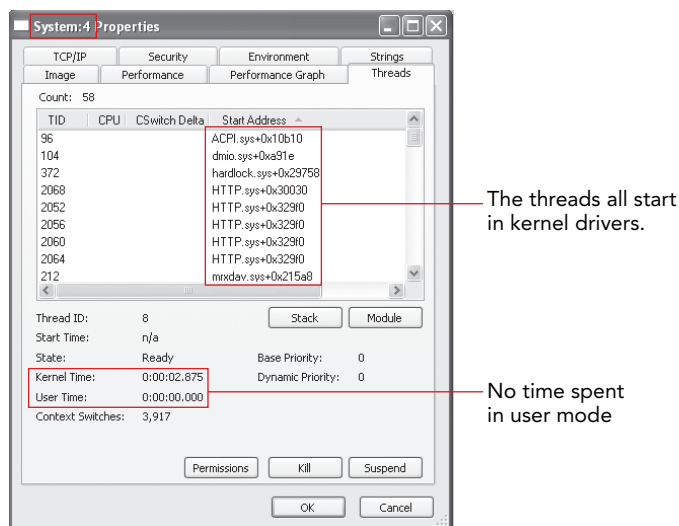 System:4 Properties
TCP/IP Security Environment Strings
Image Performance Performance Graph Threads
Count: 58
TID CPU CSwitch Delta Start Address
96 ACPI.sys+0x10b10
104 dmio.sys+0xa91e
372 hardlock.sys+0x29758
2068 HTTP.sys+0x30030
2052 HTTP.sys+0x329f0
2056 HTTP.sys+0x329f0
2060 HTTP.sys+0x329f0
2064 HTTP.sys+0x329f0
212 mrxdav.sys+0x215a8
The threads all start
in kernel drivers.
Thread ID: 8 Stack Module
Start Time: n/a
State: Ready Base Priority: 0
Kernel Time: 0:00:02.875 Dynamic Priority: 0
User Time: 0:00:00.000
Context Switches: 3,917
No time spent
in user mode
Permissions Kill Suspend
OK Cancel